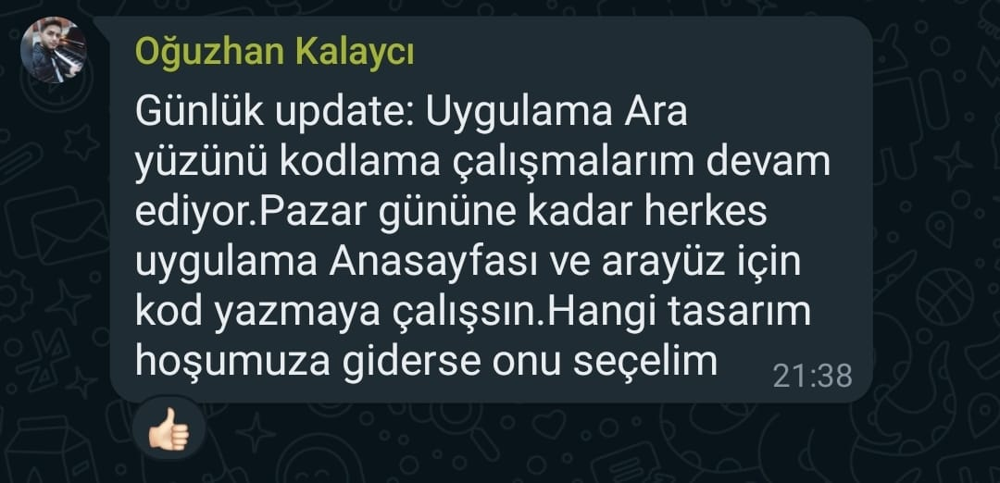 Oğuzhan Kalaycı
Günlük update: Uygulama Ara
yüzünü kodlama çalışmalarım devam
ediyor.Pazar gününe kadar herkes
uygulama Anasayfası ve arayüz için
kod yazmaya çalışsın.Hangi tasarım
hoşumuza giderse onu seçelim
21:38